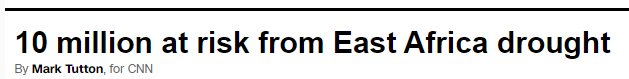 10 million at risk from East Africa drought
By Mark Tutton, for CNN